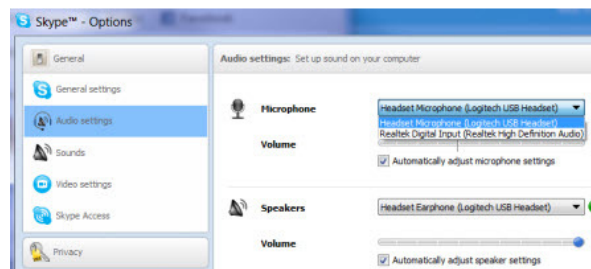 Skype™ - Options
General
General settings
Audio settings
Sounds
Video settings
Skype Access
Privacy
Audio settings: Set up sound on your computer
Microphone
Headset Microphone (Logitech USB Headset)
Headset Microphone (Logitech USB Headset)
Realtek Digital Input (Realtek High Definition Audio)
Volume
Automatically adjust microphone settings
Speakers
Headset Earphone (Logitech USB Headset)
Volume
Automatically adjust speaker settings